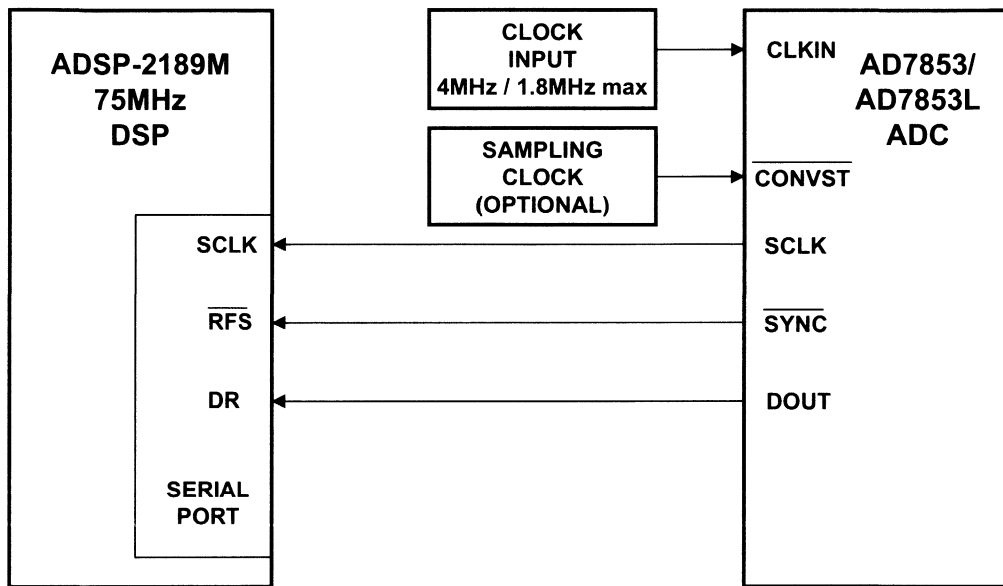 ADSP-2189M
75MHz
DSP
SCLK
RFS
DR
SERIAL
PORT
CLOCK
INPUT
4MHz / 1.8MHz max
SAMPLING
CLOCK
(OPTIONAL)
CLKIN
CONVST
SCLK
SYNC
DOUT
AD7853/
AD7853L
ADC